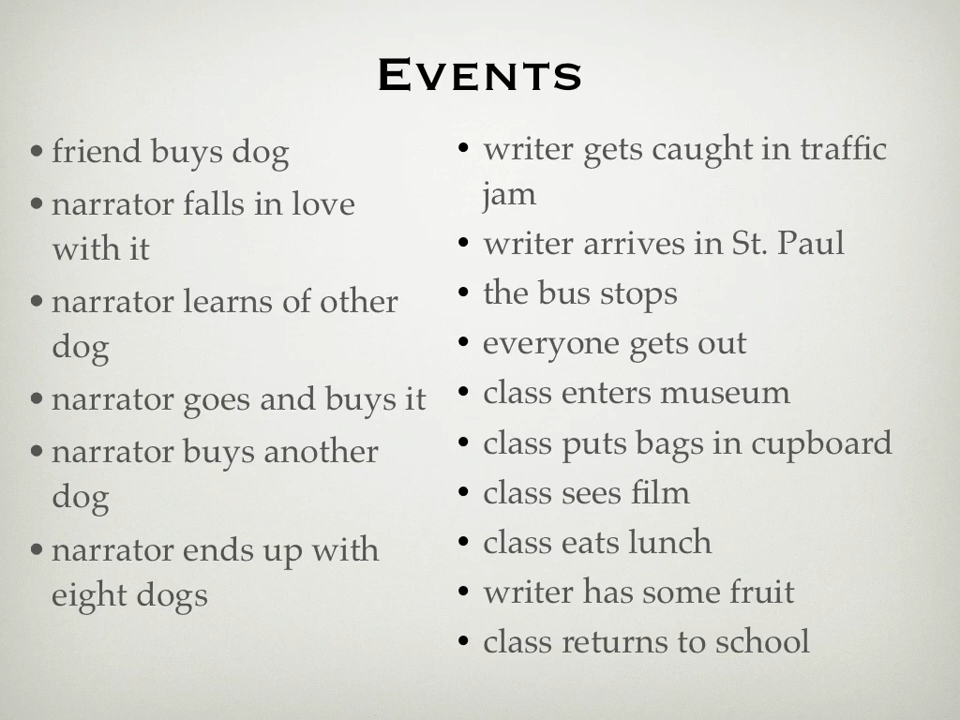 Events
• friend buys dog
• narrator falls in love
with it
• narrator learns of other
dog
• narrator goes and buys it
• narrator buys another
dog
• narrator ends up with
eight dogs
• writer gets caught in traffic
jam
• writer arrives in St. Paul
• the bus stops
• everyone gets out
• class enters museum
• class puts bags in cupboard
• class sees film
• class eats lunch
• writer has some fruit
• class returns to school